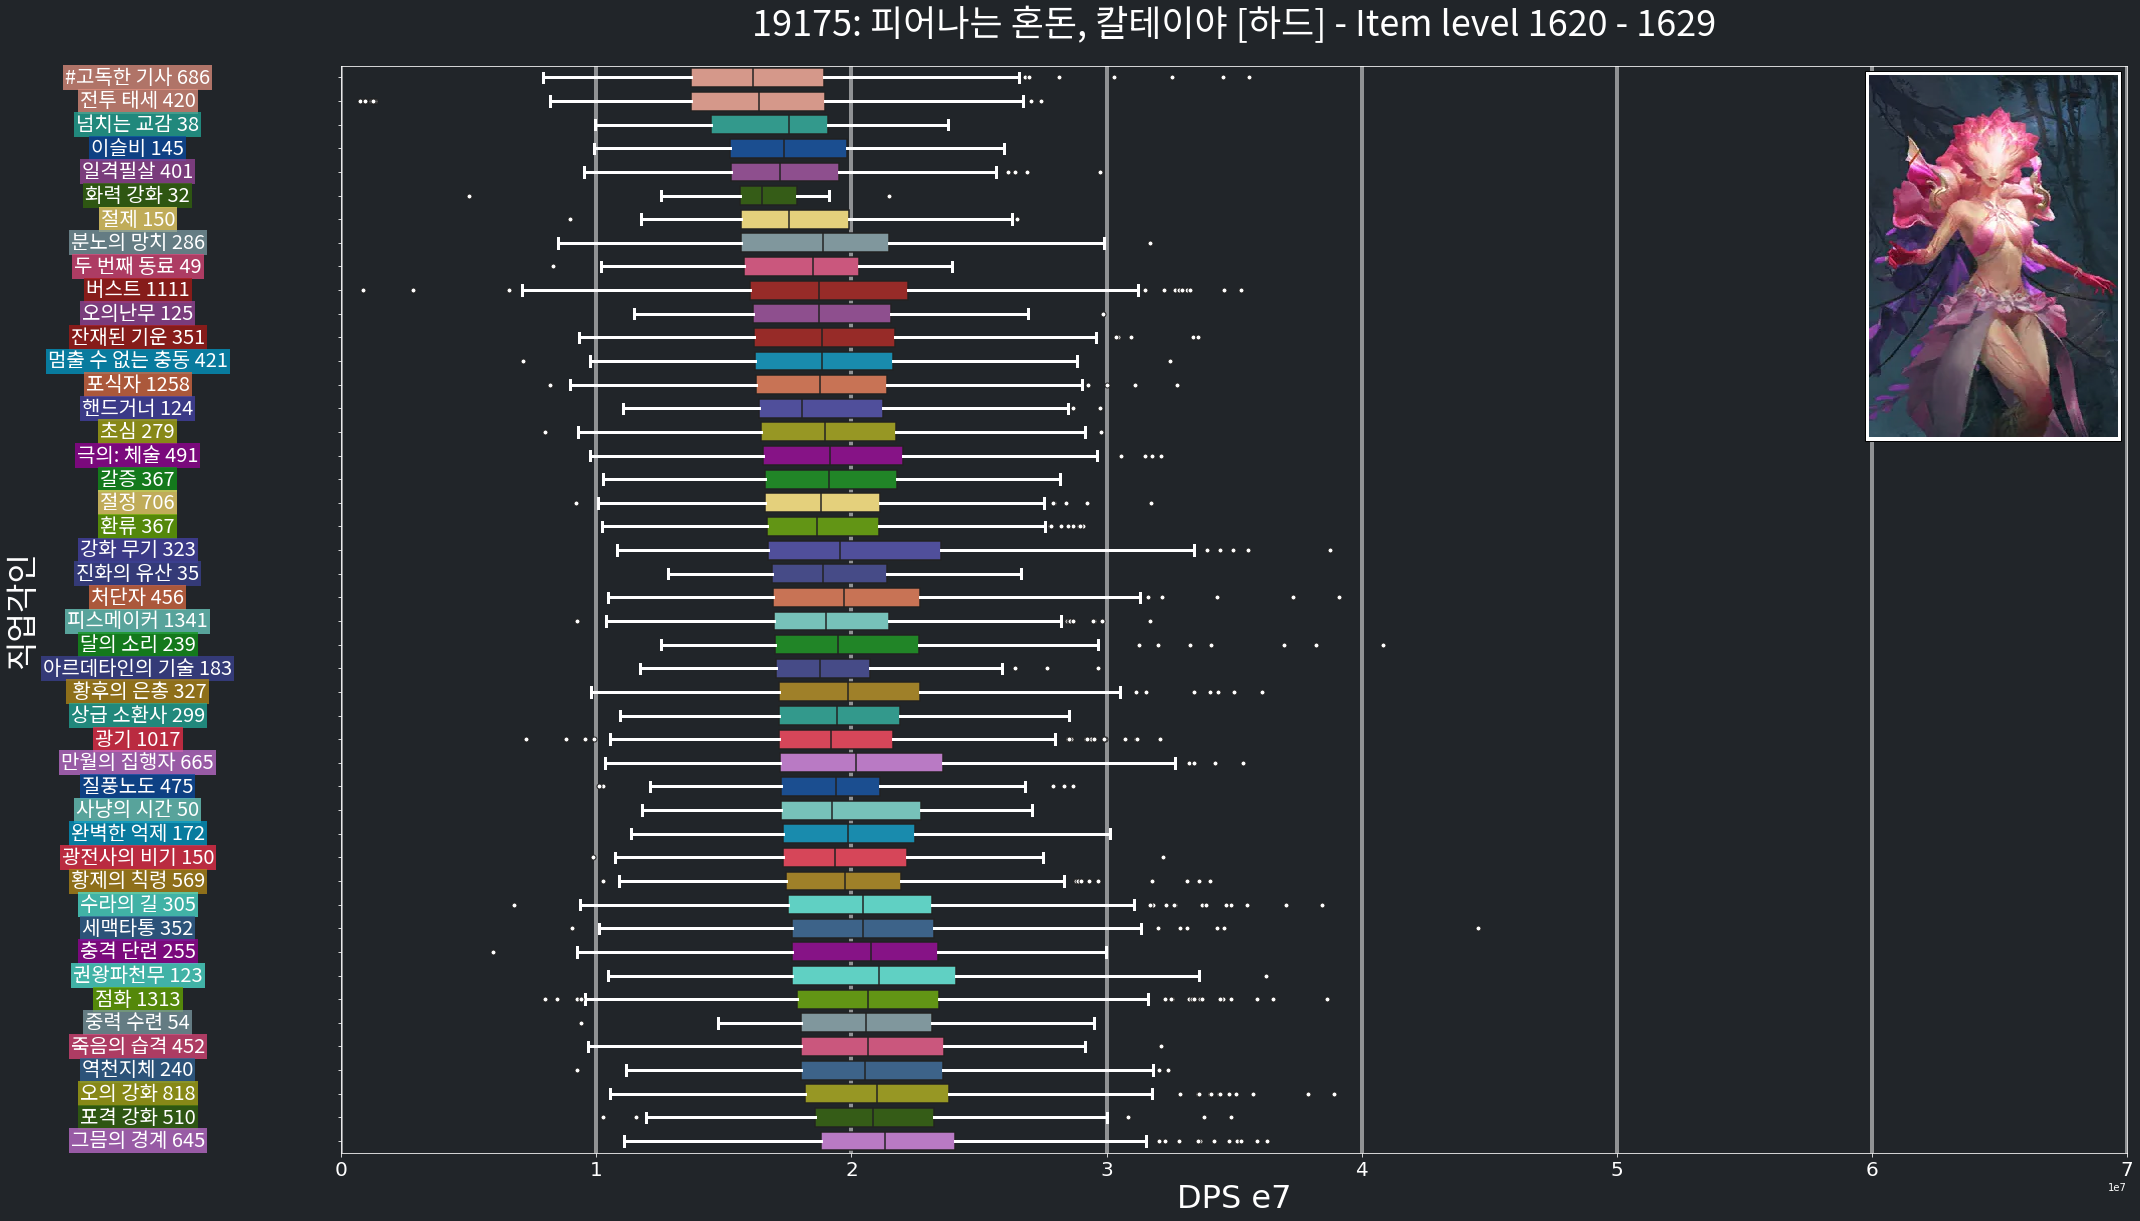 19175: 피어나는 혼돈, 칼테이야 [하드] - Item level 1620 - 1629
#고독한 기사 686
전투 태세 420
넘치는 교감 38
이슬비 145
일격필살 401
화력 강화 32
절제 150
분노의 망치 286
두 번째 동료 49
버스트 1111
오의난무 125
잔재된 기운 351
멈출 수 없는 충동 421
포식자 1258
핸드거너 124
초심 279
극의: 체술 491
갈증 367
절정 706
환류 367
강화 무기 323
진화의 유산 35
처단자 456
피스메이커 1341
달의 소리 239
아르데타인의 기술 183
황후의 은총 327
상급 소환사 299
광기 1017
만월의 집행자 665
질풍노도 475
사냥의 시간 50
완벽한 억제 172
광전사의 비기 150
황제의 칙령 569
수라의 길 305
세맥타통 352
충격 단련 255
권왕파천무 123
점화 1313
중력 수련 54
죽음의 습격 452
역천지체 240
오의 강화 818
포격 강화 510
그믐의 경계 645
직업각인
0 1 2 3 4 5 6 7
DPS e7
1e7